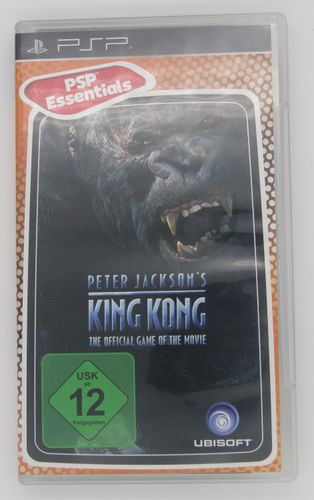 PSP
PSP
Essentials
PETER JACKSON'S
KING KONG
THE OFFICIAL GAME OF THE MOVIE
USK
ab
12
freigegeben
UBISOFT